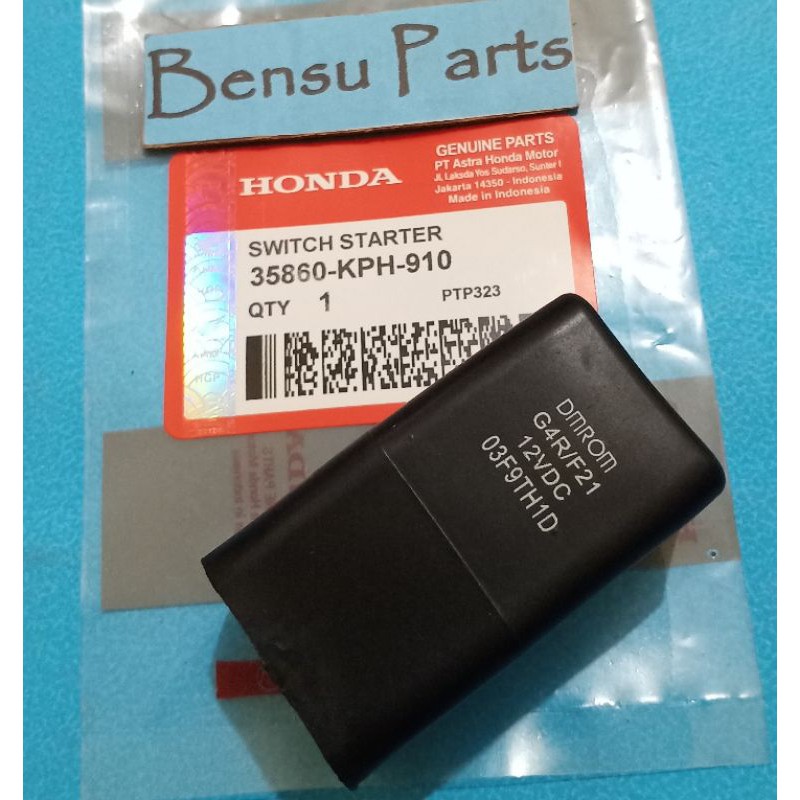 Bensu Parts
HONDA
GENUINE PARTS
PT Astra Honda Motor
Jl. Laksda Yos Sudarso, Sunter I
Jakarta 14350 - Indonesia
Made in Indonesia
SWITCH STARTER
35860-KPH-910
QTY 1
PTP323
DMROM
G4R/F21
12VDC
03F9TH1D